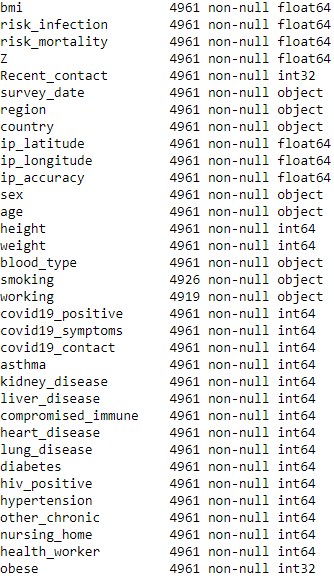 bmi 4961 non-null float64
risk_infection 4961 non-null float64
risk_mortality 4961 non-null float64
Z 4961 non-null float64
Recent_contact 4961 non-null int32
survey_date 4961 non-null object
region 4961 non-null object
country 4961 non-null object
ip_latitude 4961 non-null float64
ip_longitude 4961 non-null float64
ip_accuracy 4961 non-null float64
sex 4961 non-null object
age 4961 non-null object
height 4961 non-null int64
weight 4961 non-null int64
blood_type 4961 non-null object
smoking 4926 non-null object
working 4919 non-null object
covid19_positive 4961 non-null int64
covid19_symptoms 4961 non-null int64
covid19_contact 4961 non-null int64
asthma 4961 non-null int64
kidney_disease 4961 non-null int64
liver_disease 4961 non-null int64
compromised_immune 4961 non-null int64
heart_disease 4961 non-null int64
lung_disease 4961 non-null int64
diabetes 4961 non-null int64
hiv_positive 4961 non-null int64
hypertension 4961 non-null int64
other_chronic 4961 non-null int64
nursing_home 4961 non-null int64
health_worker 4961 non-null int64
obese 4961 non-null int32